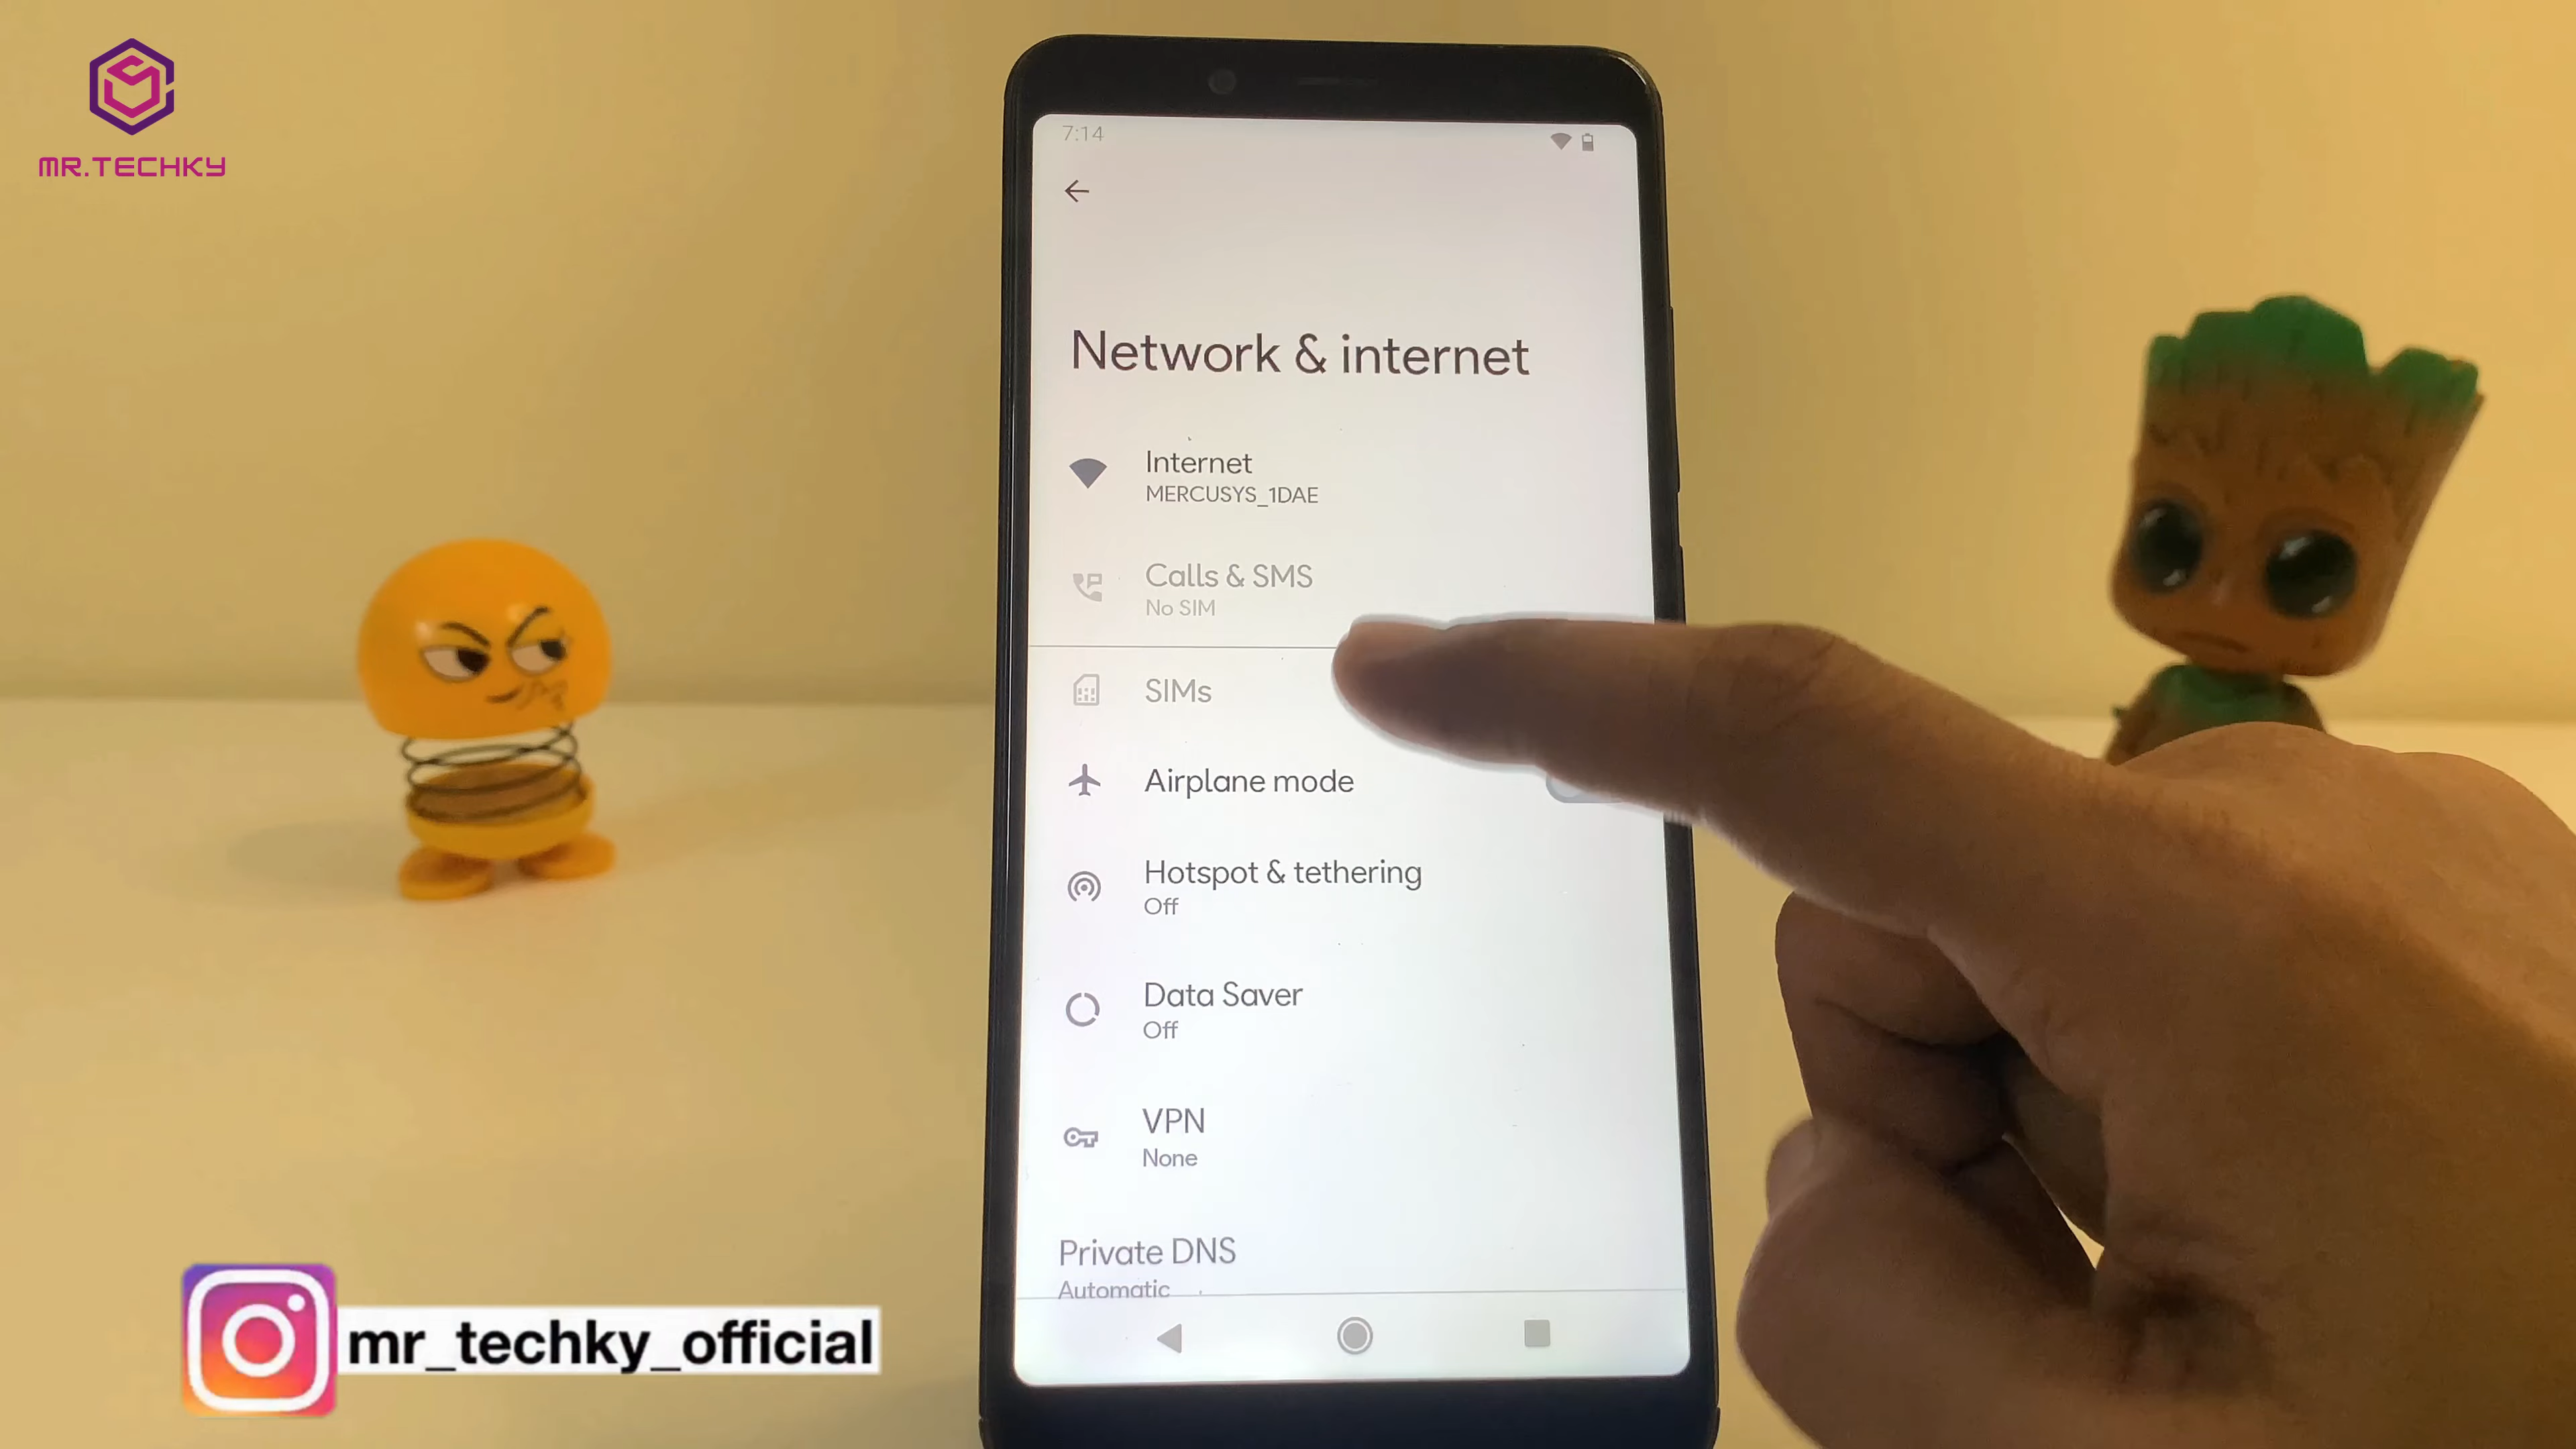 MR.TECHKY
7:14
Network & internet
Internet
MERCUSYS_1DAE
Calls & SMS
No SIM
SIMs
Airplane mode
Hotspot & tethering
Off
Data Saver
Off
VPN
None
Private DNS
Automatic
mr_techky_official